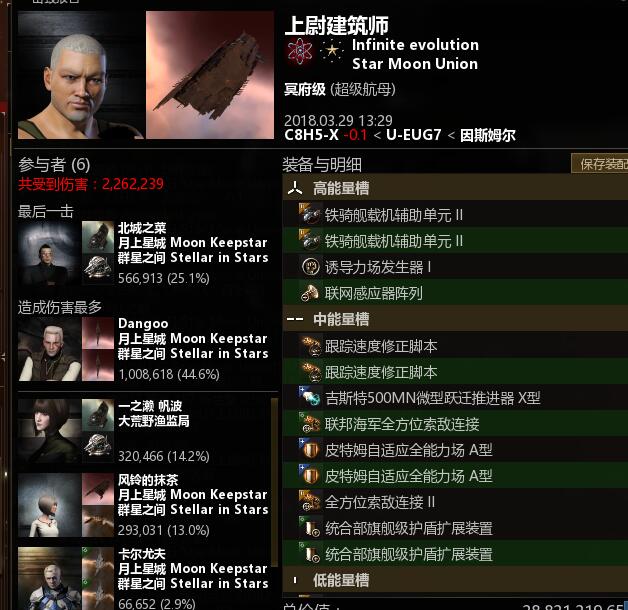 上尉建筑师
Infinite evolution
Star Moon Union
冥府级 (超级航母)
2018.03.29 13:29
C8H5-X -0.1 < U-EUG7 < 因斯姆尔
参与者 (6)
共受到伤害：2,262,239
最后一击
北城之菜
月上星城 Moon Keepstar
群星之间 Stellar in Stars
566,913 (25.1%)
造成伤害最多
Dangoo
月上星城 Moon Keepstar
群星之间 Stellar in Stars
1,008,618 (44.6%)
一之濑 帆波
大荒野渔监局
320,466 (14.2%)
风铃的抹茶
月上星城 Moon Keepstar
群星之间 Stellar in Stars
293,031 (13.0%)
卡尔尤夫
月上星城 Moon Keepstar
群星之间 Stellar in Stars
66,652 (2.9%)
装备与明细
保存装配
高能量槽
铁骑舰载机辅助单元 II
铁骑舰载机辅助单元 II
诱导力场发生器 I
联网感应器阵列
中能量槽
跟踪速度修正脚本
跟踪速度修正脚本
吉斯特500MN微型跃迁推进器 X型
联邦海军全方位索敌连接
皮特姆自适应全能力场 A型
皮特姆自适应全能力场 A型
全方位索敌连接 II
统合部旗舰级护盾扩展装置
统合部旗舰级护盾扩展装置
低能量槽
总价值：